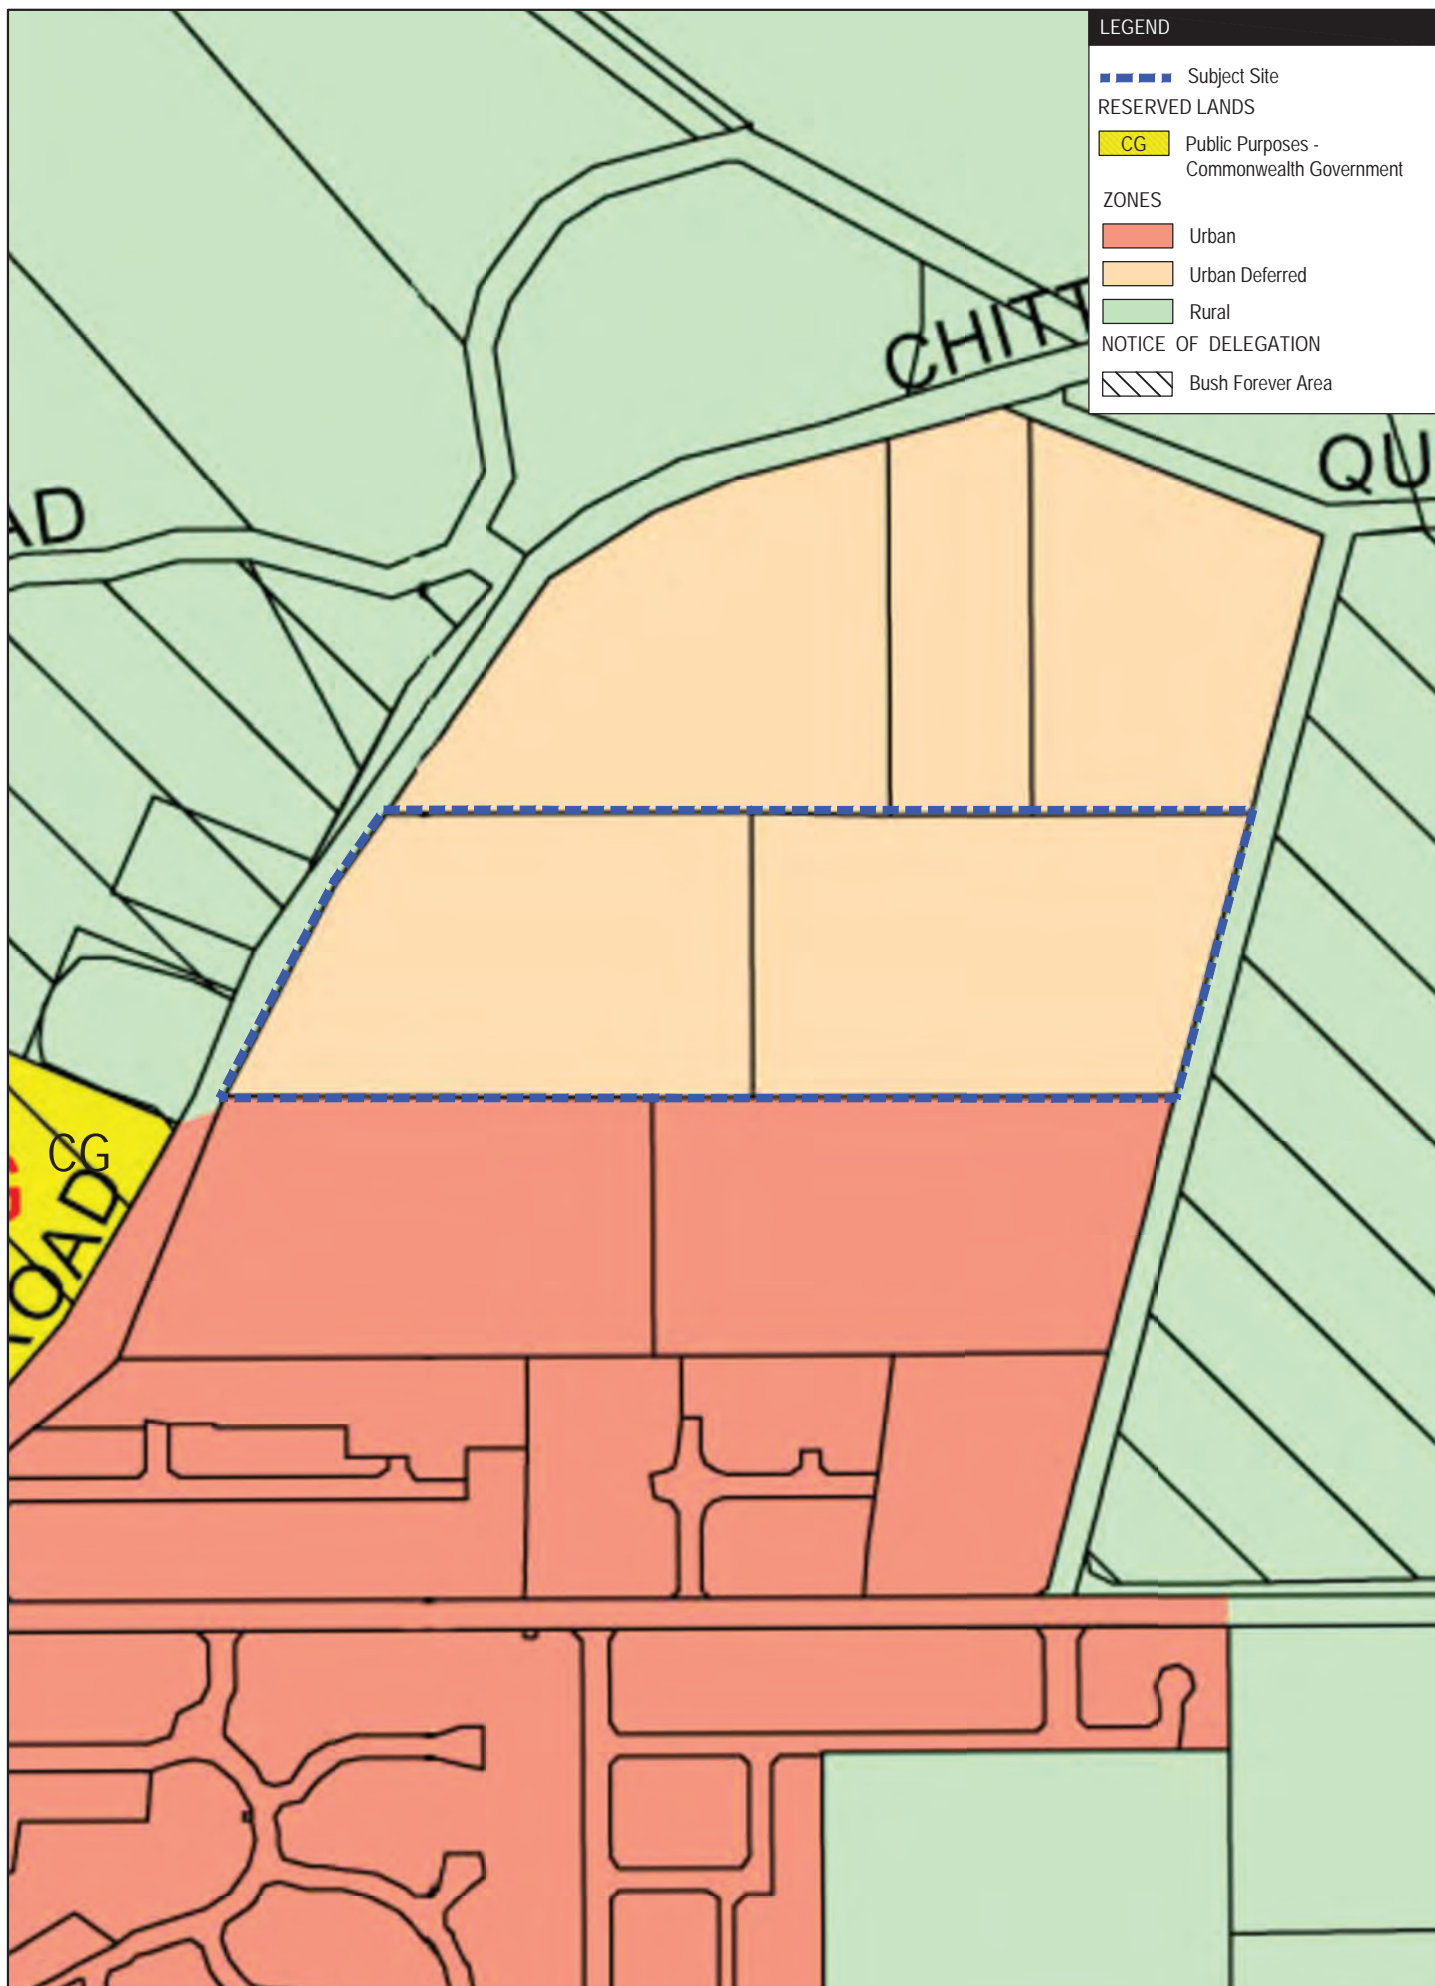 LEGEND
Subject Site
RESERVED LANDS
CG
Public Purposes -
Commonwealth Government
ZONES
Urban
Urban Deferred
Rural
NOTICE OF DELEGATION
Bush Forever Area
CHITT
QU
AD
CG
G
ROAD